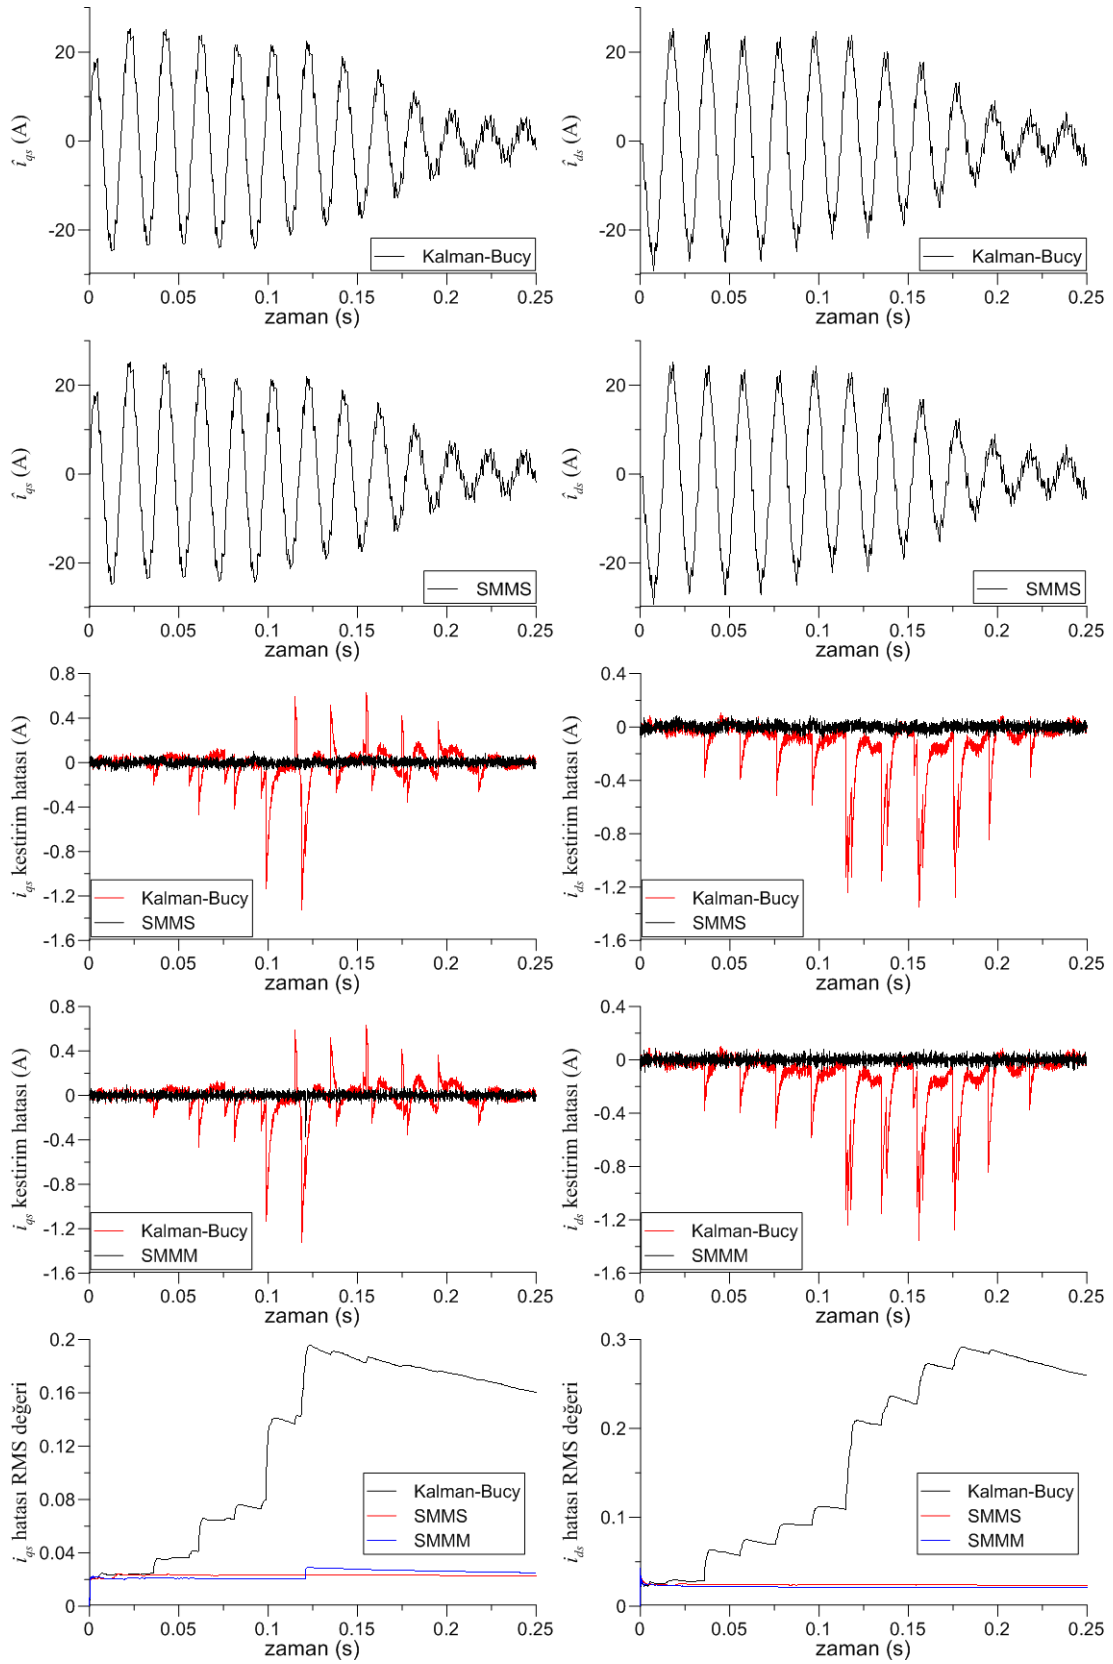 20
0
-20
î_qs (A)
Kalman-Bucy
0 0.05 0.1 0.15 0.2 0.25
zaman (s)
20
0
-20
î_ds (A)
Kalman-Bucy
0 0.05 0.1 0.15 0.2 0.25
zaman (s)
20
0
-20
î_qs (A)
SMMS
0 0.05 0.1 0.15 0.2 0.25
zaman (s)
20
0
-20
î_ds (A)
SMMS
0 0.05 0.1 0.15 0.2 0.25
zaman (s)
0.8
0.4
0
-0.4
-0.8
-1.2
-1.6
i_qs kestirim hatası (A)
Kalman-Bucy
SMMS
0 0.05 0.1 0.15 0.2 0.25
zaman (s)
0.4
0
-0.4
-0.8
-1.2
-1.6
i_ds kestirim hatası (A)
Kalman-Bucy
SMMS
0 0.05 0.1 0.15 0.2 0.25
zaman (s)
0.8
0.4
0
-0.4
-0.8
-1.2
-1.6
i_qs kestirim hatası (A)
Kalman-Bucy
SMMM
0 0.05 0.1 0.15 0.2 0.25
zaman (s)
0.4
0
-0.4
-0.8
-1.2
-1.6
i_ds kestirim hatası (A)
Kalman-Bucy
SMMM
0 0.05 0.1 0.15 0.2 0.25
zaman (s)
0.2
0.16
0.12
0.08
0.04
0
i_qs hatası RMS değeri
Kalman-Bucy
SMMS
SMMM
0 0.05 0.1 0.15 0.2 0.25
zaman (s)
0.3
0.2
0.1
0
i_ds hatası RMS değeri
Kalman-Bucy
SMMS
SMMM
0 0.05 0.1 0.15 0.2 0.25
zaman (s)